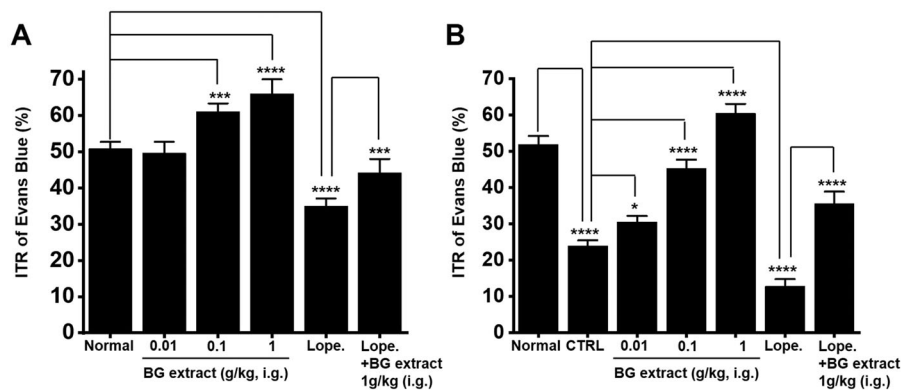 A
ITR of Evans Blue (%)
70
60
50
40
30
20
10
0
***
****
****
***
Normal
0.01
0.1
1
Lope.
Lope.
+BG extract
1g/kg (i.g.)
BG extract (g/kg, i.g.)
B
ITR of Evans Blue (%)
70
60
50
40
30
20
10
0
****
*
****
****
****
****
Normal
CTRL
0.01
0.1
1
Lope.
Lope.
+BG extract
1g/kg (i.g.)
BG extract (g/kg, i.g.)